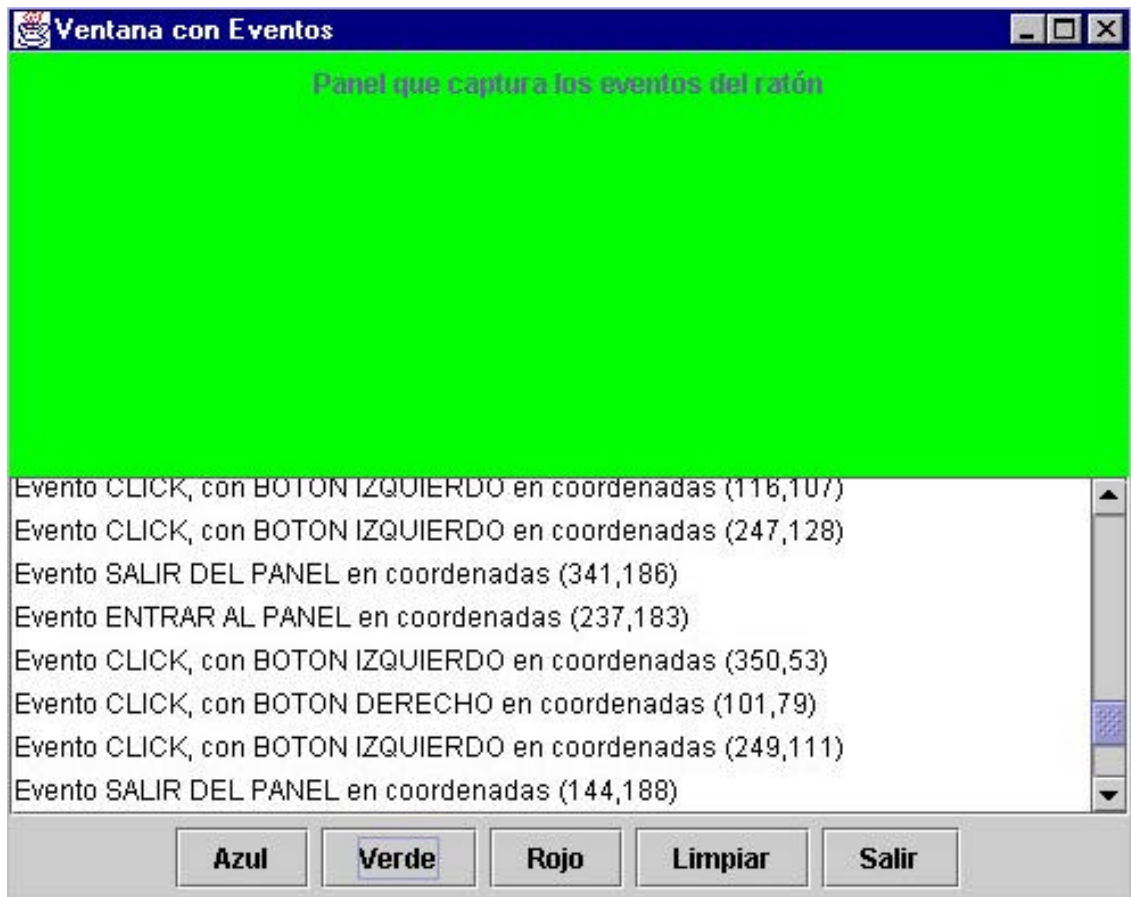 Ventana con Eventos
Panel que captura los eventos del ratón
Evento CLICK, con BOTON IZQUIERDO en coordenadas (116,107)
Evento CLICK, con BOTON IZQUIERDO en coordenadas (247,128)
Evento SALIR DEL PANEL en coordenadas (341,186)
Evento ENTRAR AL PANEL en coordenadas (237,183)
Evento CLICK, con BOTON IZQUIERDO en coordenadas (350,53)
Evento CLICK, con BOTON DERECHO en coordenadas (101,79)
Evento CLICK, con BOTON IZQUIERDO en coordenadas (249,111)
Evento SALIR DEL PANEL en coordenadas (144,188)
Azul Verde Rojo Limpiar Salir